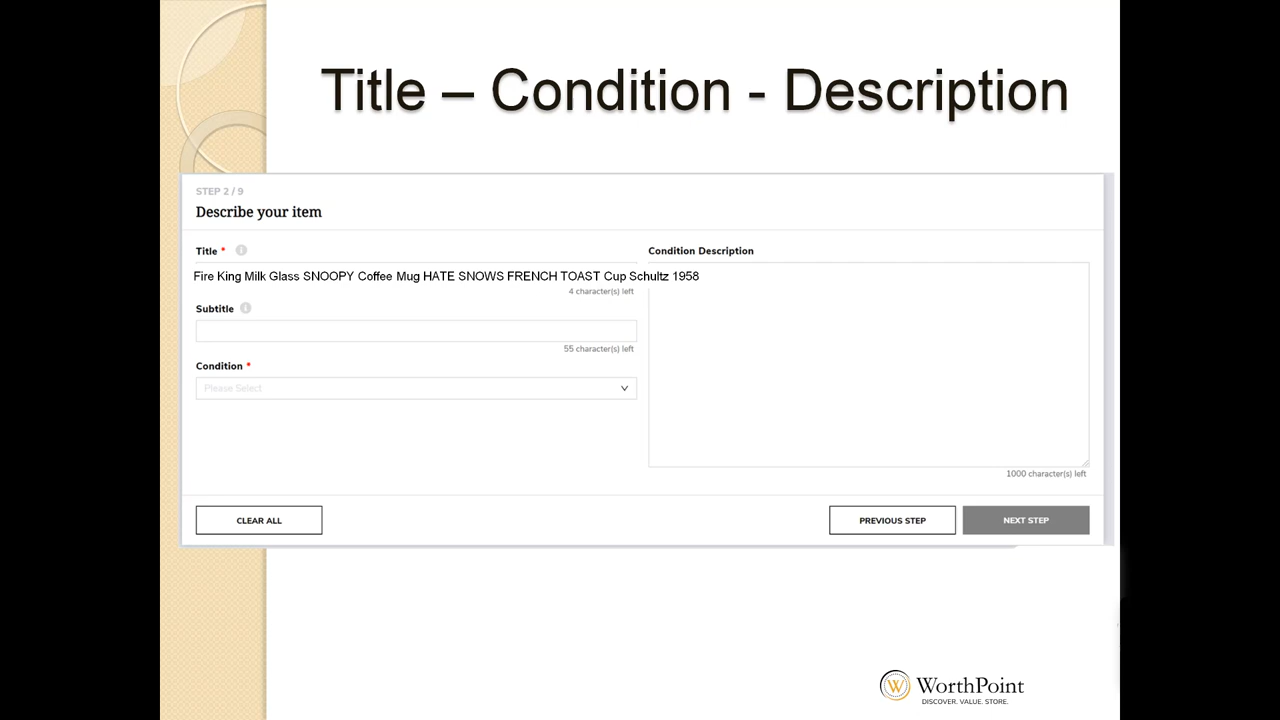 Title – Condition - Description
STEP 2 / 9
Describe your item
Title *
Fire King Milk Glass SNOOPY Coffee Mug HATE SNOWS FRENCH TOAST Cup Schultz 1958
4 character(s) left
Subtitle
55 character(s) left
Condition *
Please Select
Condition Description
1000 character(s) left
CLEAR ALL
PREVIOUS STEP
NEXT STEP
W WorthPoint
DISCOVER. VALUE. STORE.